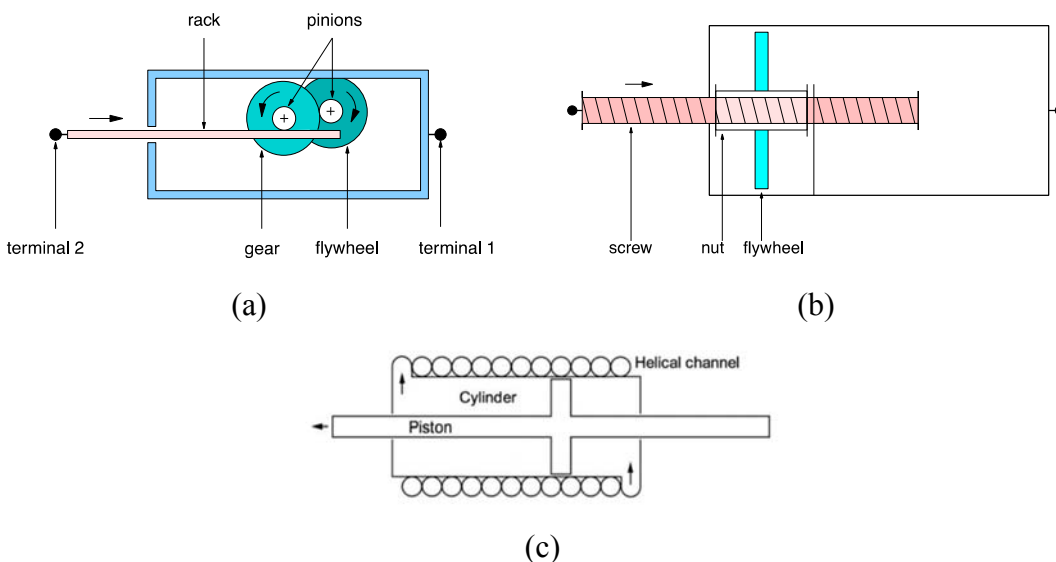 rack pinions
terminal 2 gear flywheel terminal 1
(a)
screw nut flywheel
(b)
Helical channel
Cylinder
Piston
(c)